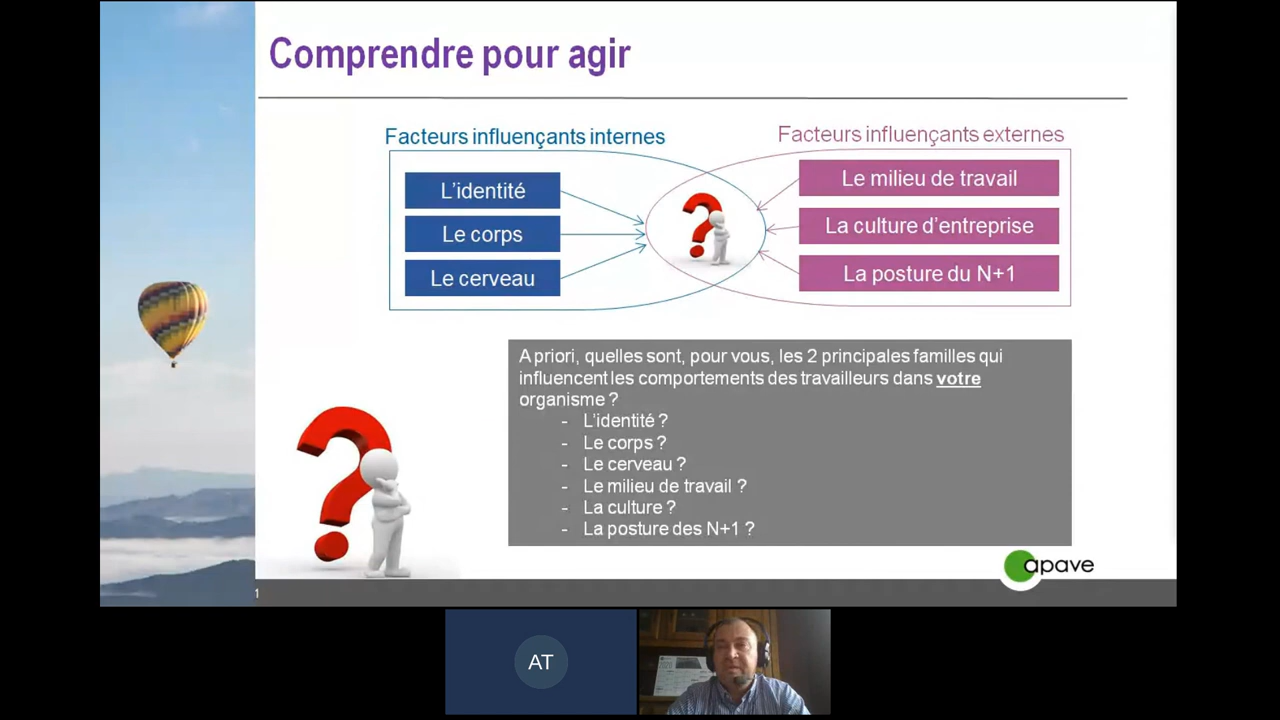 Comprendre pour agir
Facteurs influençants internes
Facteurs influençants externes
L'identité
Le corps
Le cerveau
Le milieu de travail
La culture d'entreprise
La posture du N+1
A priori, quelles sont, pour vous, les 2 principales familles qui
influencent les comportements des travailleurs dans votre
organisme ?
- L'identité ?
- Le corps ?
- Le cerveau ?
- Le milieu de travail ?
- La culture ?
- La posture des N+1 ?
apave
1
AT